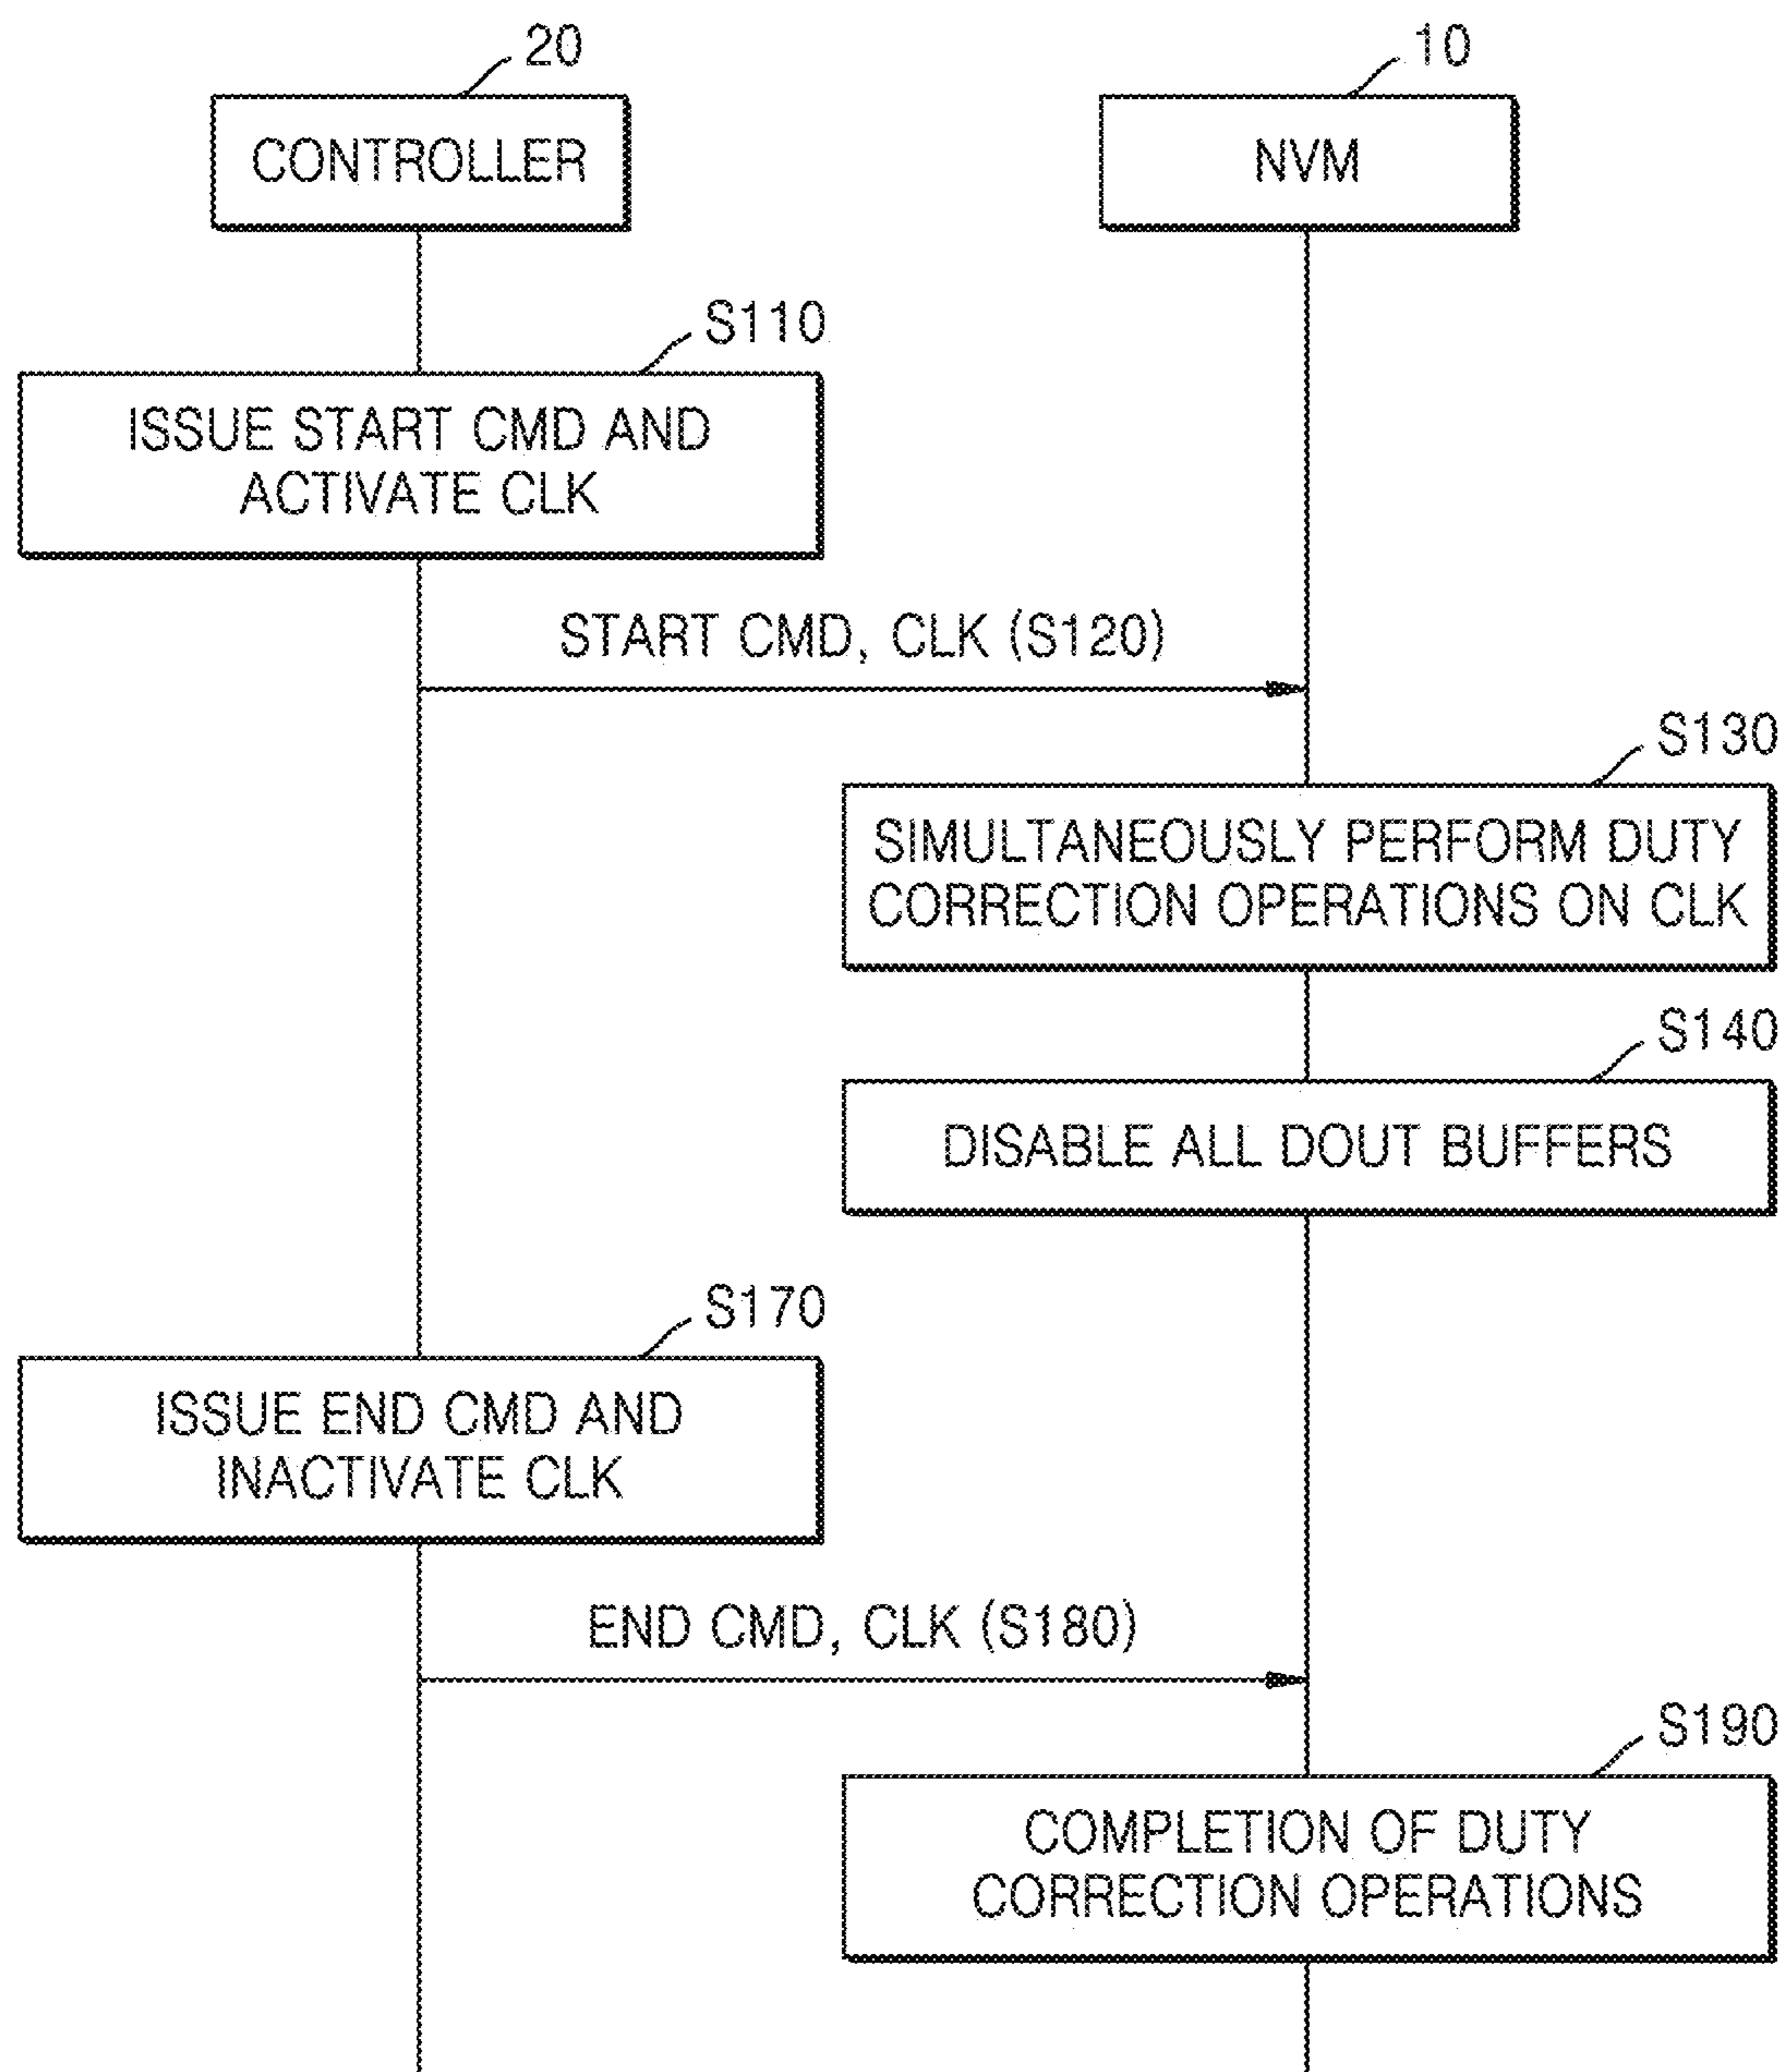 20
10
CONTROLLER
NVM
S110
ISSUE START CMD AND
ACTIVATE CLK
START CMD, CLK (S120)
S130
SIMULTANEOUSLY PERFORM DUTY
CORRECTION OPERATIONS ON CLK
S140
DISABLE ALL DOUT BUFFERS
S170
ISSUE END CMD AND
INACTIVATE CLK
END CMD, CLK (S180)
S190
COMPLETION OF DUTY
CORRECTION OPERATIONS